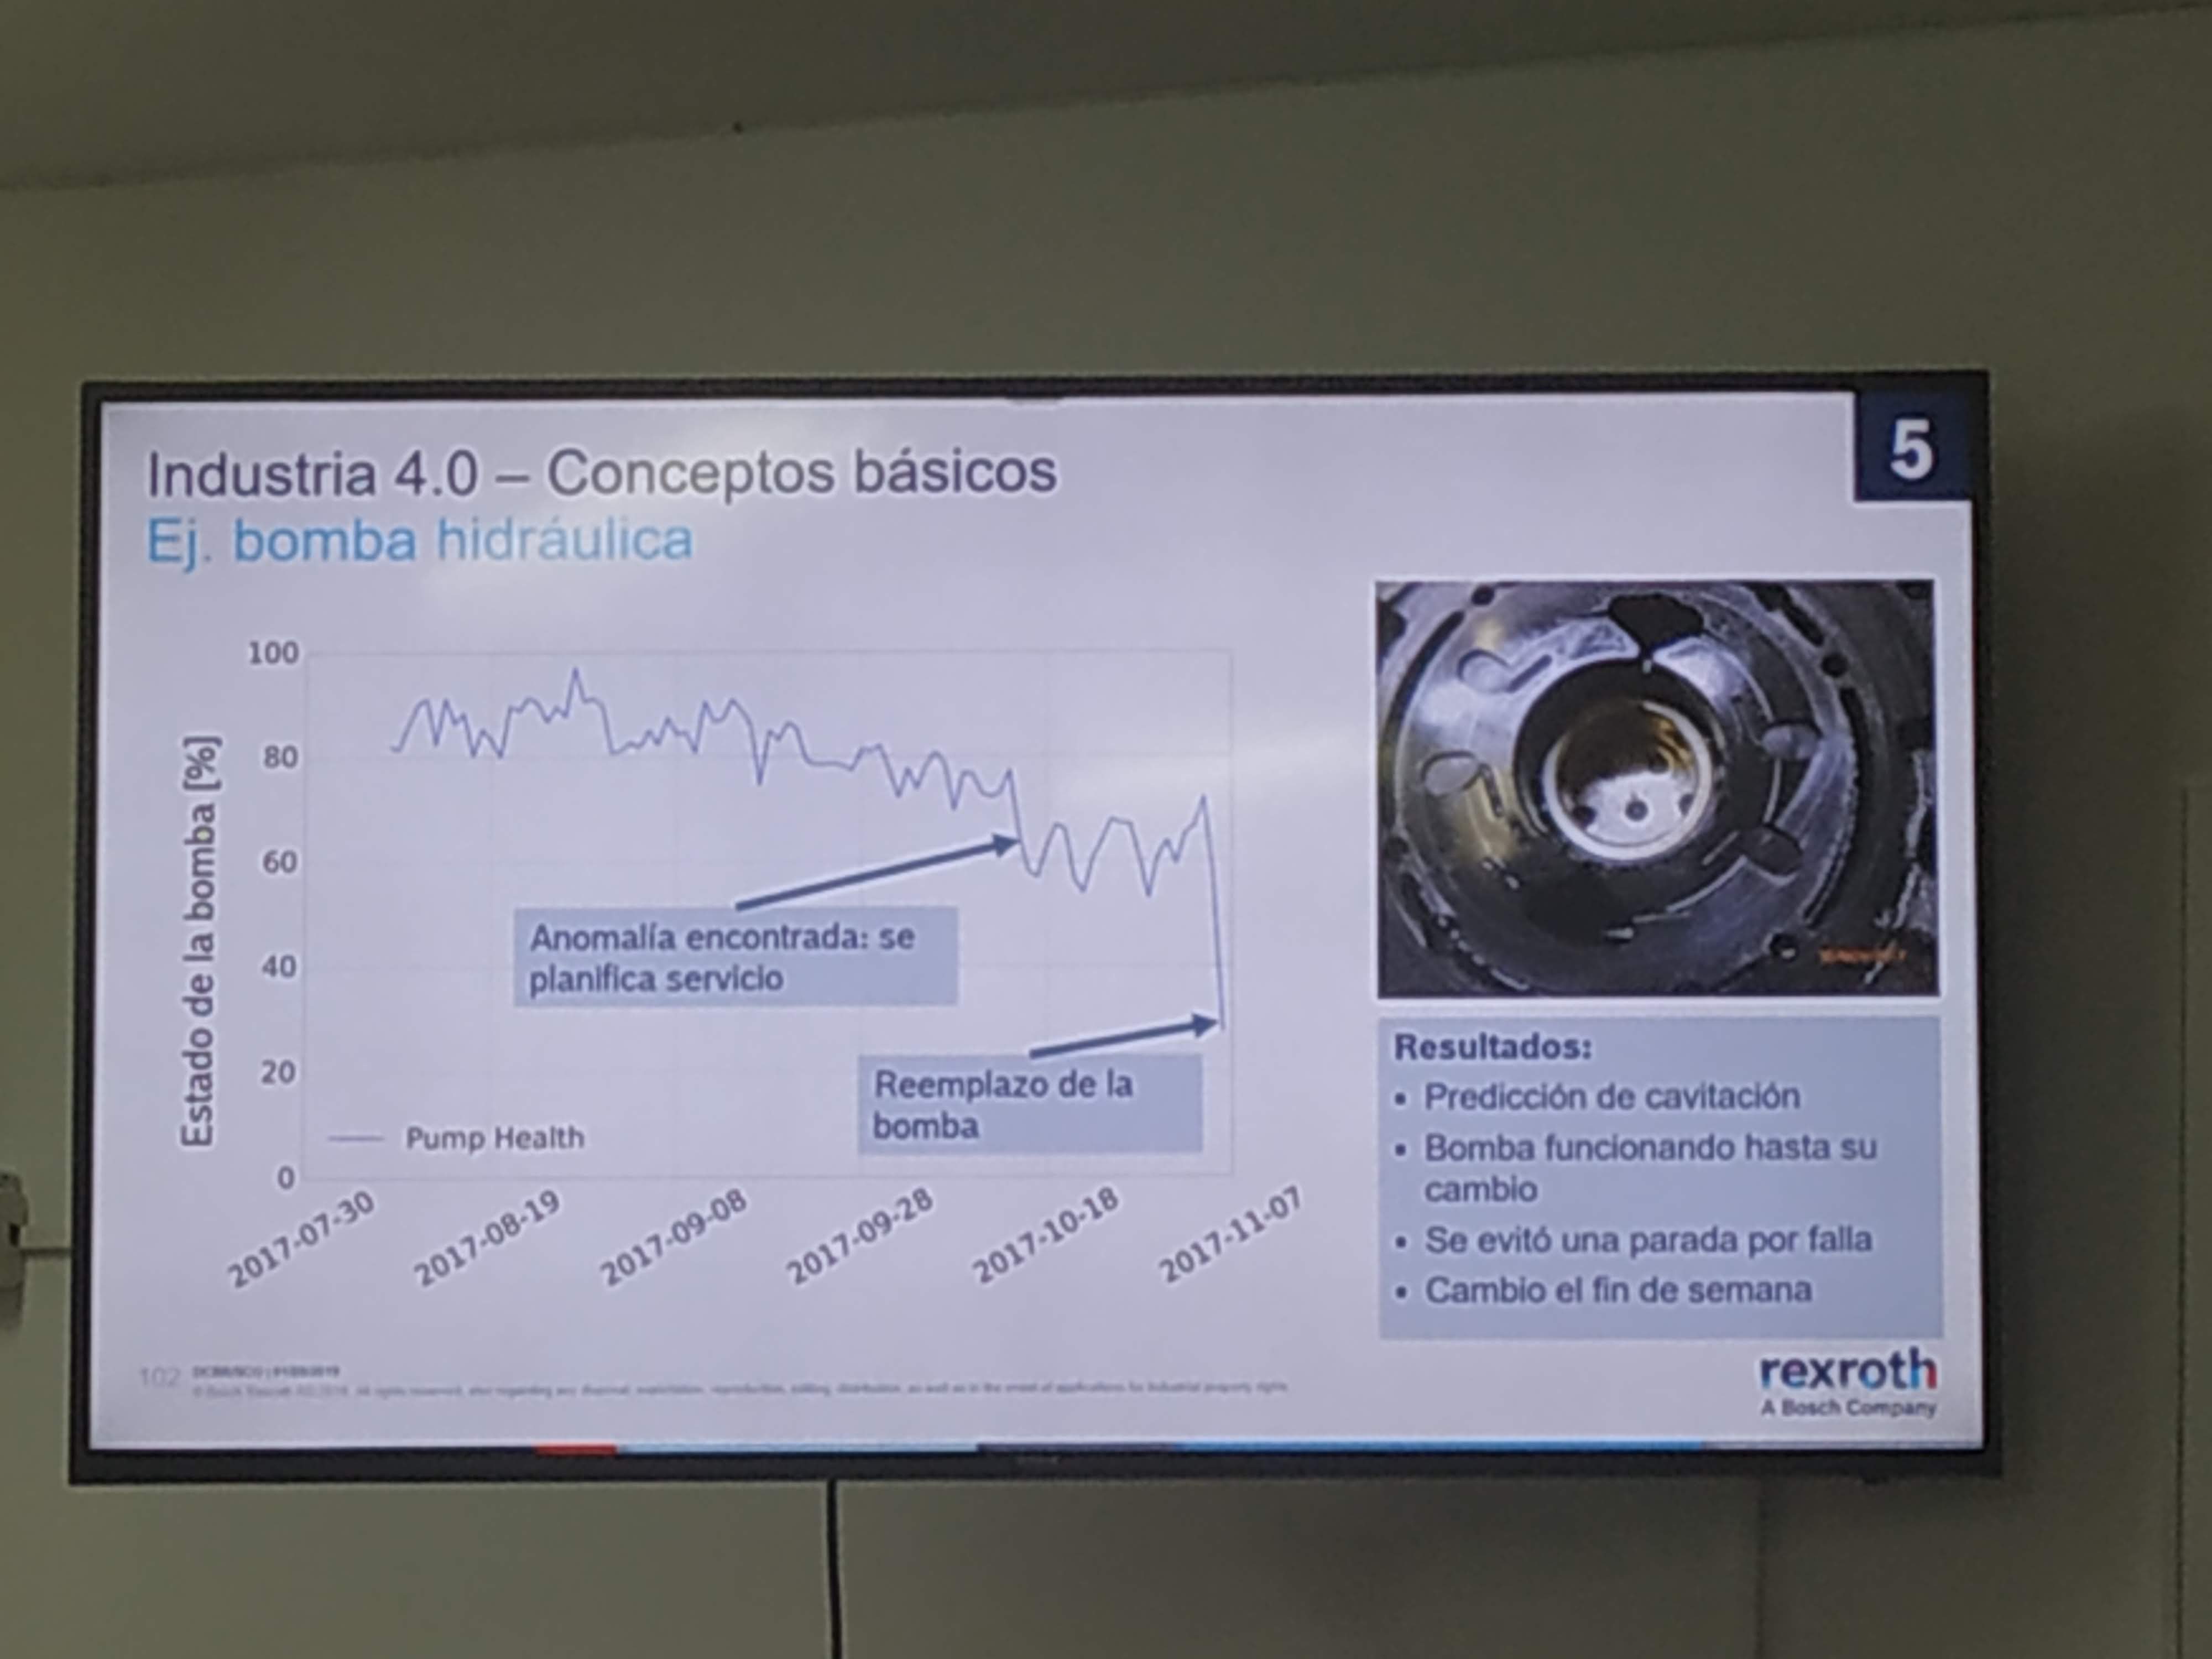 5
Industria 4.0 – Conceptos básicos
Ej. bomba hidráulica
Estado de la bomba [%]
100
80
60
40
20
0
Anomalía encontrada: se
planifica servicio
Reemplazo de la
bomba
Pump Health
2017-07-30
2017-08-19
2017-09-08
2017-09-28
2017-10-18
2017-11-07
Resultados:
• Predicción de cavitación
• Bomba funcionando hasta su
cambio
• Se evitó una parada por falla
• Cambio el fin de semana
102
rexroth
A Bosch Company